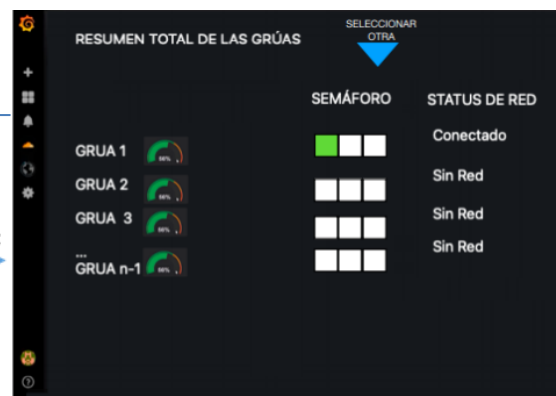 SELECCIONAR
OTRA
RESUMEN TOTAL DE LAS GRÚAS
SEMÁFORO STATUS DE RED
GRUA 1 Conectado
GRUA 2 Sin Red
GRUA 3 Sin Red
...
GRUA n-1 Sin Red